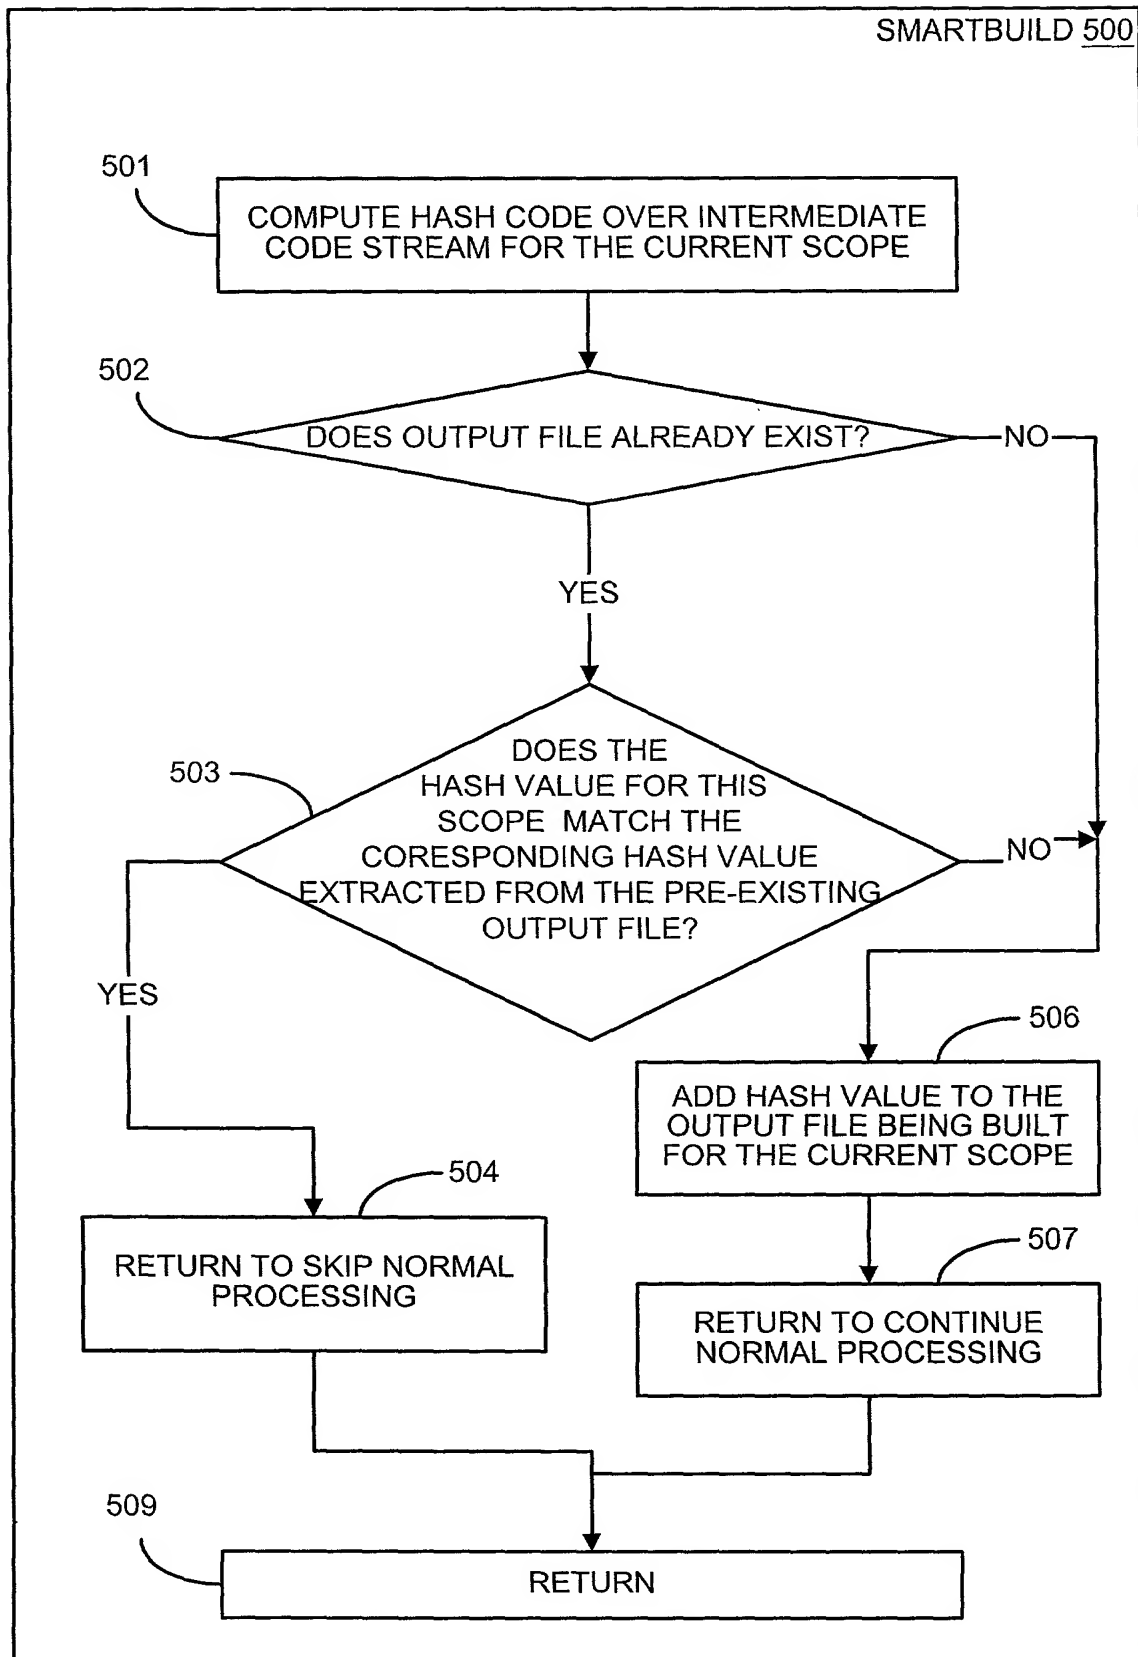 SMARTBUILD 500
501
COMPUTE HASH CODE OVER INTERMEDIATE
CODE STREAM FOR THE CURRENT SCOPE
502
DOES OUTPUT FILE ALREADY EXIST?
NO
YES
503
DOES THE
HASH VALUE FOR THIS
SCOPE MATCH THE
CORESPONDING HASH VALUE
EXTRACTED FROM THE PRE-EXISTING
OUTPUT FILE?
NO
YES
506
ADD HASH VALUE TO THE
OUTPUT FILE BEING BUILT
FOR THE CURRENT SCOPE
504
RETURN TO SKIP NORMAL
PROCESSING
507
RETURN TO CONTINUE
NORMAL PROCESSING
509
RETURN